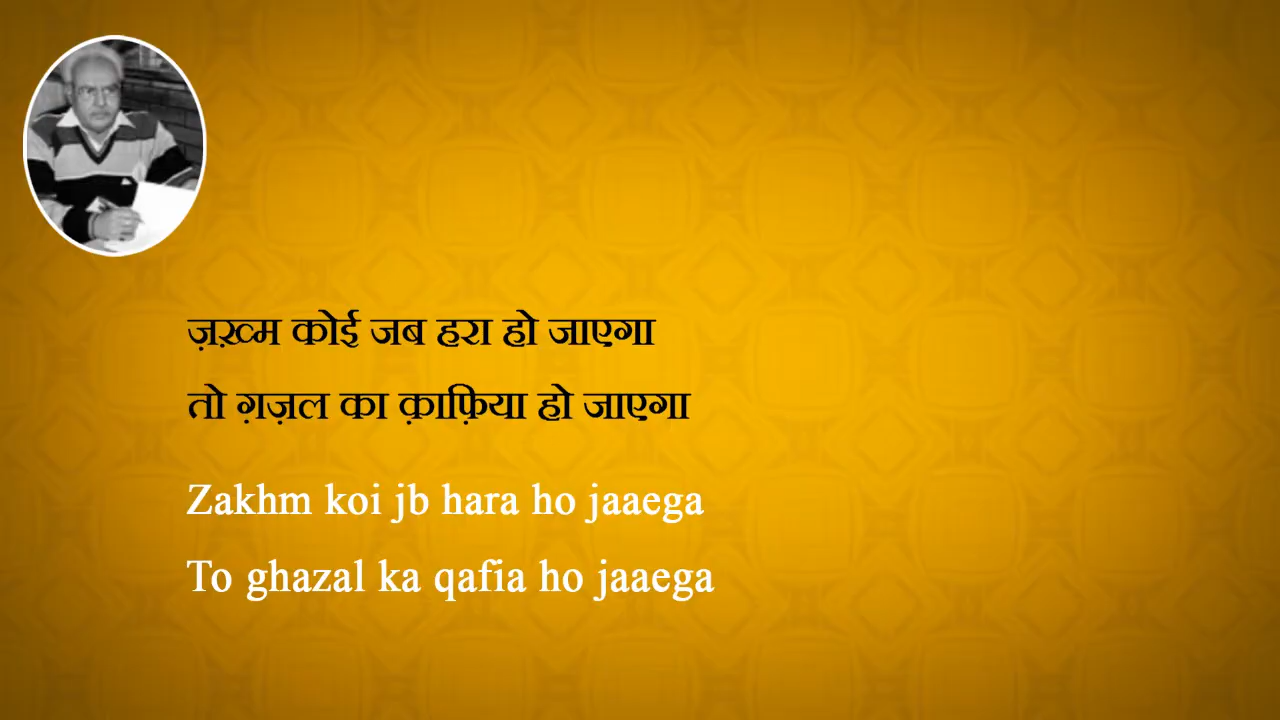 ज़ख़्म कोई जब हरा हो जाएगा
तो ग़ज़ल का क़ाफ़िया हो जाएगा
Zakhm koi jb hara ho jaaega
To ghazal ka qafia ho jaaega